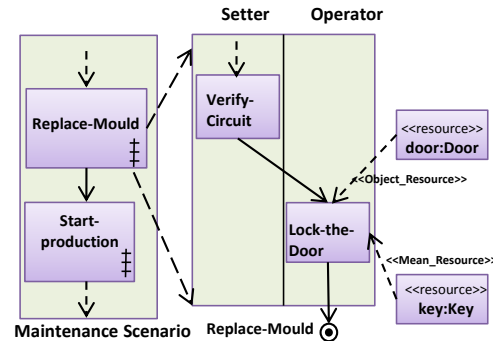 Setter Operator
Replace-Mould
Start-
production
Maintenance Scenario
Verify-
Circuit
Lock-the-
Door
Replace-Mould
<<resource>>
door:Door
<<Object_Resource>>
<<Mean_Resource>>
<<resource>>
key:Key